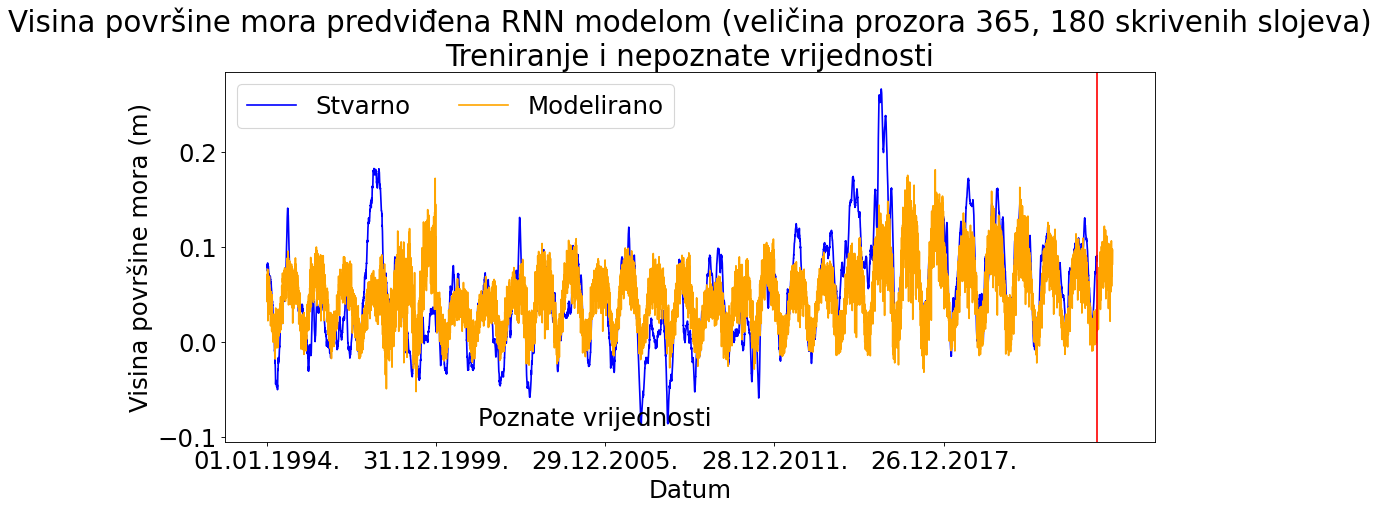 Visina površine mora predviđena RNN modelom (veličina prozora 365, 180 skrivenih slojeva)
Treniranje i nepoznate vrijednosti
Stvarno Modelirano
Visina površine mora (m)
0.2
0.1
0.0
−0.1
Poznate vrijednosti
01.01.1994. 31.12.1999. 29.12.2005. 28.12.2011. 26.12.2017.
Datum